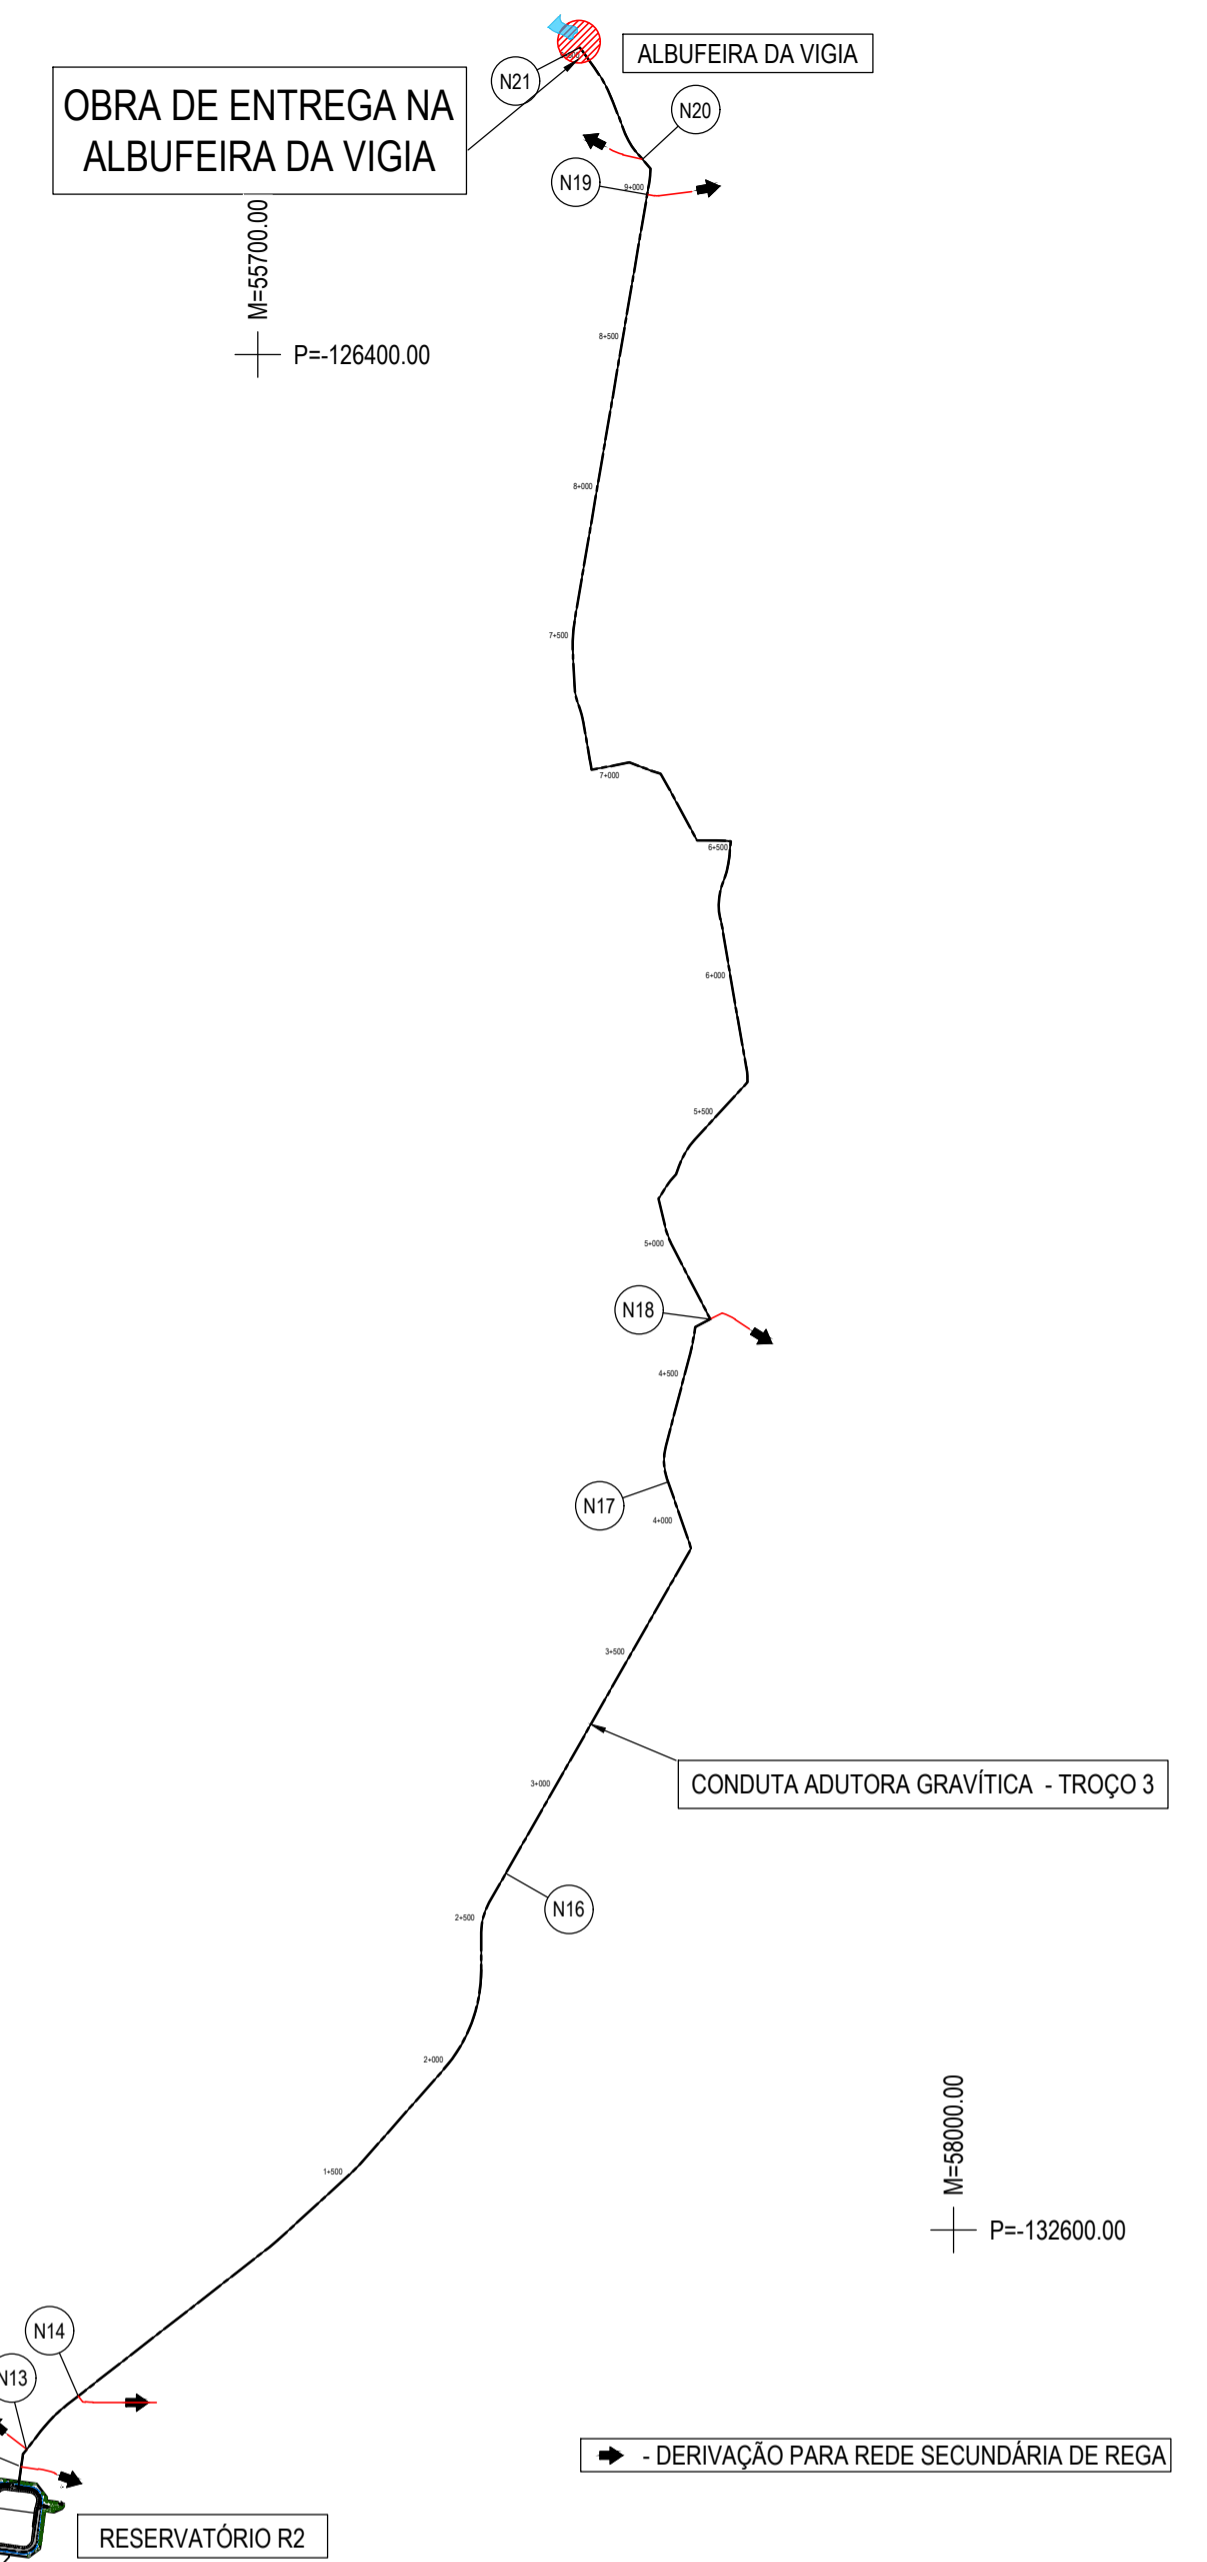 ALBUFEIRA DA VIGIA
N21
OBRA DE ENTREGA NA
ALBUFEIRA DA VIGIA
N20
N19
9+000
M=55700.00
P=-126400.00
8+500
8+000
7+500
7+000
6+500
6+000
5+500
5+000
N18
4+500
N17
4+000
3+500
CONDUTA ADUTORA GRAVÍTICA - TROÇO 3
3+000
N16
2+500
2+000
M=58000.00
1+500
P=-132600.00
N14
N13
- DERIVAÇÃO PARA REDE SECUNDÁRIA DE REGA
RESERVATÓRIO R2